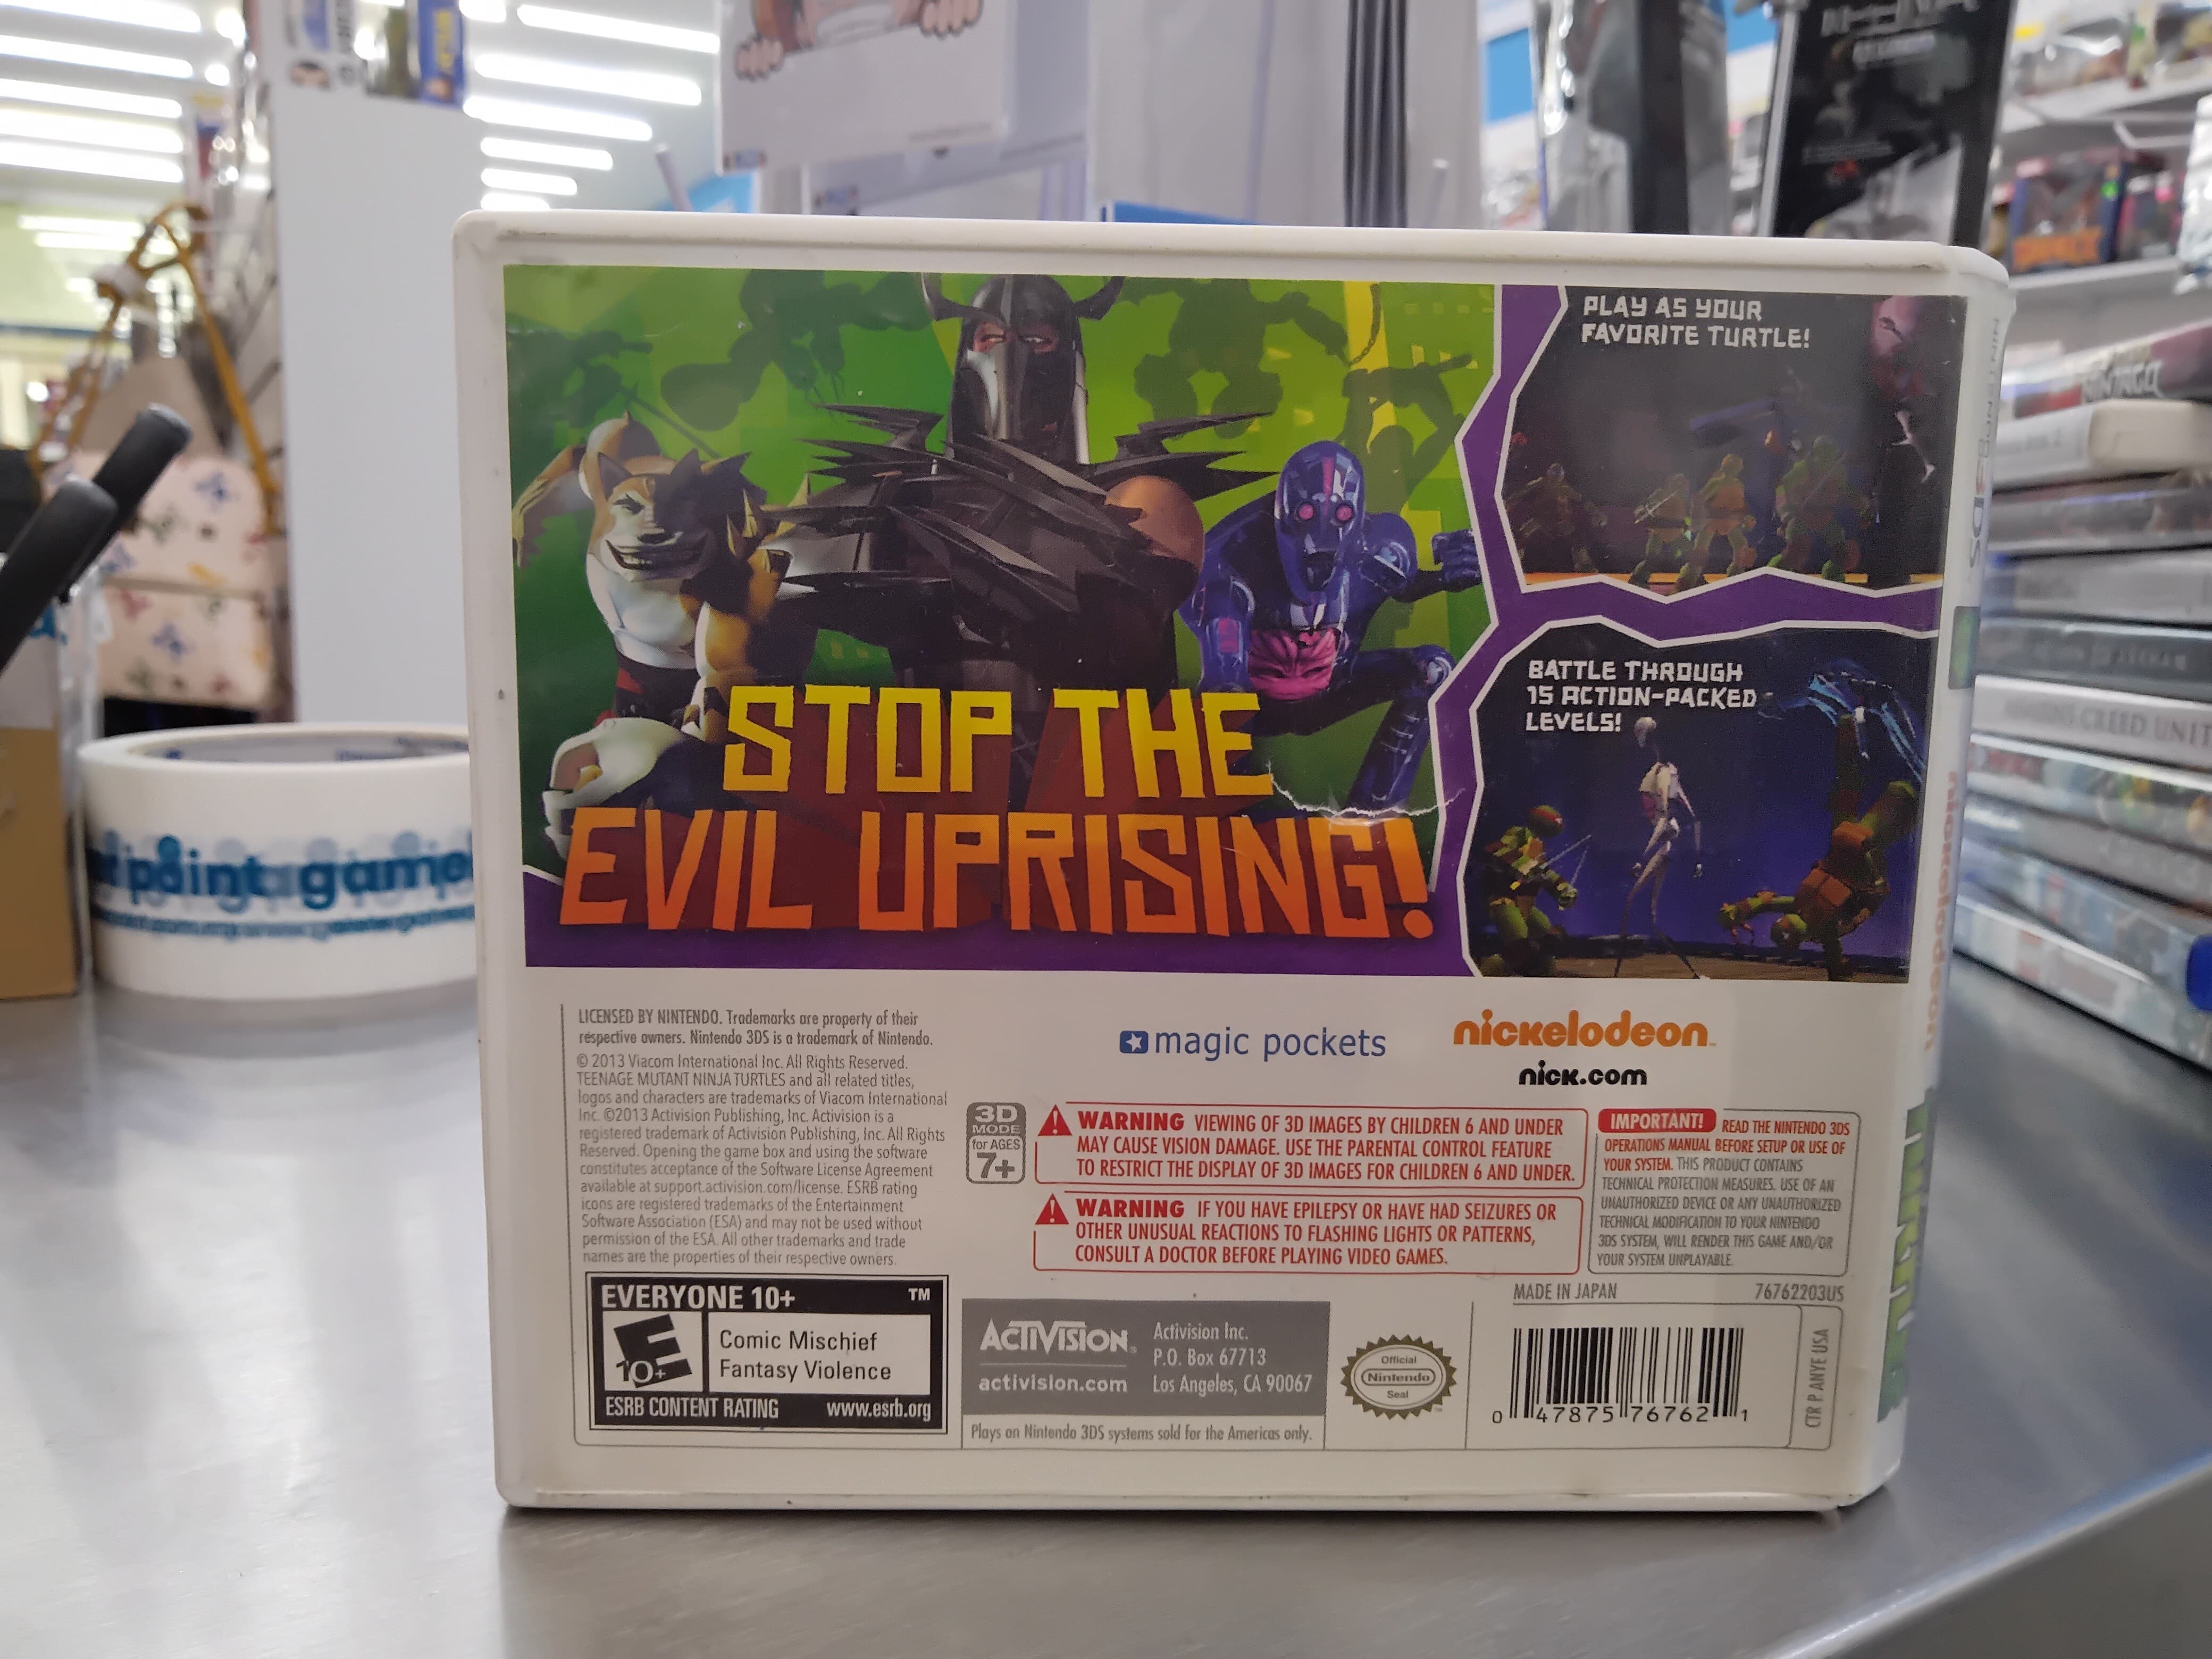 PLAY AS YOUR
FAVORITE TURTLE!
BATTLE THROUGH
15 ACTION-PACKED
LEVELS!
STOP THE
EVIL UPRISING!
LICENSED BY NINTENDO. Trademarks are property of their
respective owners. Nintendo 3DS is a trademark of Nintendo.
© 2013 Viacom International Inc. All Rights Reserved.
TEENAGE MUTANT NINJA TURTLES and all related titles,
logos and characters are trademarks of Viacom International
Inc. ©2013 Activision Publishing, Inc. Activision is a
registered trademark of Activision Publishing, Inc. All Rights
Reserved. Opening the game box and using the software
constitutes acceptance of the Software License Agreement
available at support.activision.com/license. ESRB rating
icons are registered trademarks of the Entertainment
Software Association (ESA) and may not be used without
permission of the ESA. All other trademarks and trade
names are the properties of their respective owners.
magic pockets
nickelodeon
nick.com
3D
MODE
for AGES
7+
WARNING VIEWING OF 3D IMAGES BY CHILDREN 6 AND UNDER
MAY CAUSE VISION DAMAGE. USE THE PARENTAL CONTROL FEATURE
TO RESTRICT THE DISPLAY OF 3D IMAGES FOR CHILDREN 6 AND UNDER.
WARNING IF YOU HAVE EPILEPSY OR HAVE HAD SEIZURES OR
OTHER UNUSUAL REACTIONS TO FLASHING LIGHTS OR PATTERNS,
CONSULT A DOCTOR BEFORE PLAYING VIDEO GAMES.
IMPORTANT! READ THE NINTENDO 3DS
OPERATIONS MANUAL BEFORE SETUP OR USE OF
YOUR SYSTEM. THIS PRODUCT CONTAINS
TECHNICAL PROTECTION MEASURES. USE OF AN
UNAUTHORIZED DEVICE OR ANY UNAUTHORIZED
TECHNICAL MODIFICATION TO YOUR NINTENDO
3DS SYSTEM, WILL RENDER THIS GAME AND/OR
YOUR SYSTEM UNPLAYABLE.
EVERYONE 10+ TM
E
10+
Comic Mischief
Fantasy Violence
ESRB CONTENT RATING www.esrb.org
ACTIVISION
activision.com
Activision Inc.
P.O. Box 67713
Los Angeles, CA 90067
Plays on Nintendo 3DS systems sold for the Americas only.
Official
Nintendo
Seal
MADE IN JAPAN 76762203US
0 47875 76762 1
CTR P ANYE USA
nickelodeon
point game
CREED UNIT